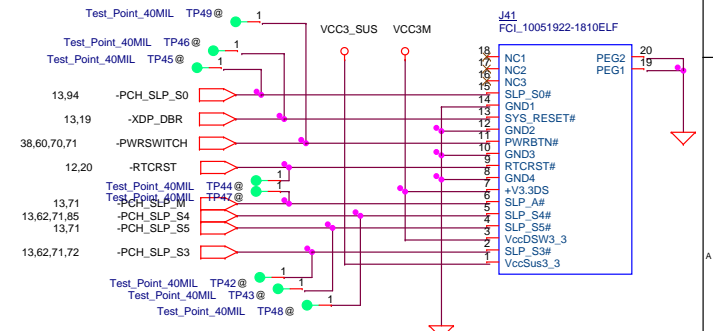 Test_Point_40MIL TP49@ 1
J41
FCI_10051922-1810ELF
VCC3_SUS
VCC3M
Test_Point_40MIL TP46@ 1
Test_Point_40MIL TP45@ 1
18 NC1
17 NC2
16 NC3
15 SLP_S0#
14 GND1
13 SYS_RESET#
12 GND2
11 PWRBTN#
10 GND3
9 RTCRST#
8 GND4
7 +V3.3DS
6 SLP_A#
5 SLP_S4#
4 SLP_S5#
3 VccDSW3_3
2 SLP_S3#
1 VccSus3_3
PEG2 20
PEG1 19
13,94 -PCH_SLP_S0
13,19 -XDP_DBR
38,60,70,71 -PWRSWITCH
12,20 -RTCRST
Test_Point_40MIL TP44@ 1
Test_Point_40MIL TP47@ 1
13,71 -PCH_SLP_M
13,62,71,85 -PCH_SLP_S4
13,71 -PCH_SLP_S5
13,62,71,72 -PCH_SLP_S3
A
Test_Point_40MIL TP42@ 1
Test_Point_40MIL TP43@ 1
Test_Point_40MIL TP48@ 1